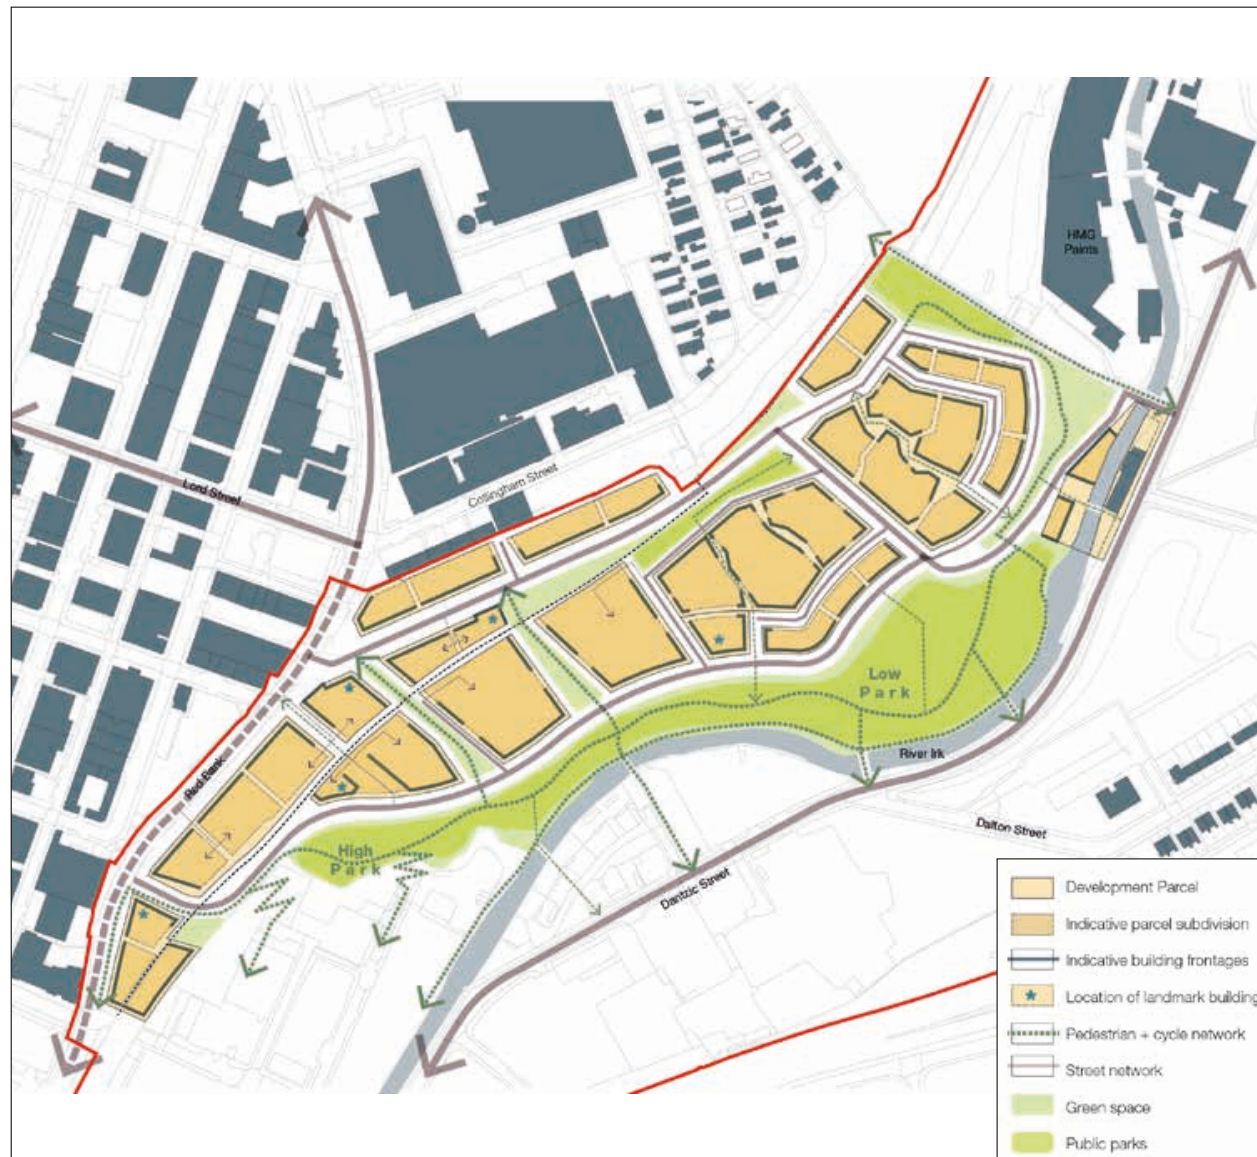 HMG
Paints
Lord Street
Collingham Street
Low
Park
Red Bank
River Irk
High
Park
Dalton Street
Dantzic Street
Development Parcel
Indicative parcel subdivision
Indicative building frontages
Location of landmark building
Pedestrian + cycle network
Street network
Green space
Public parks